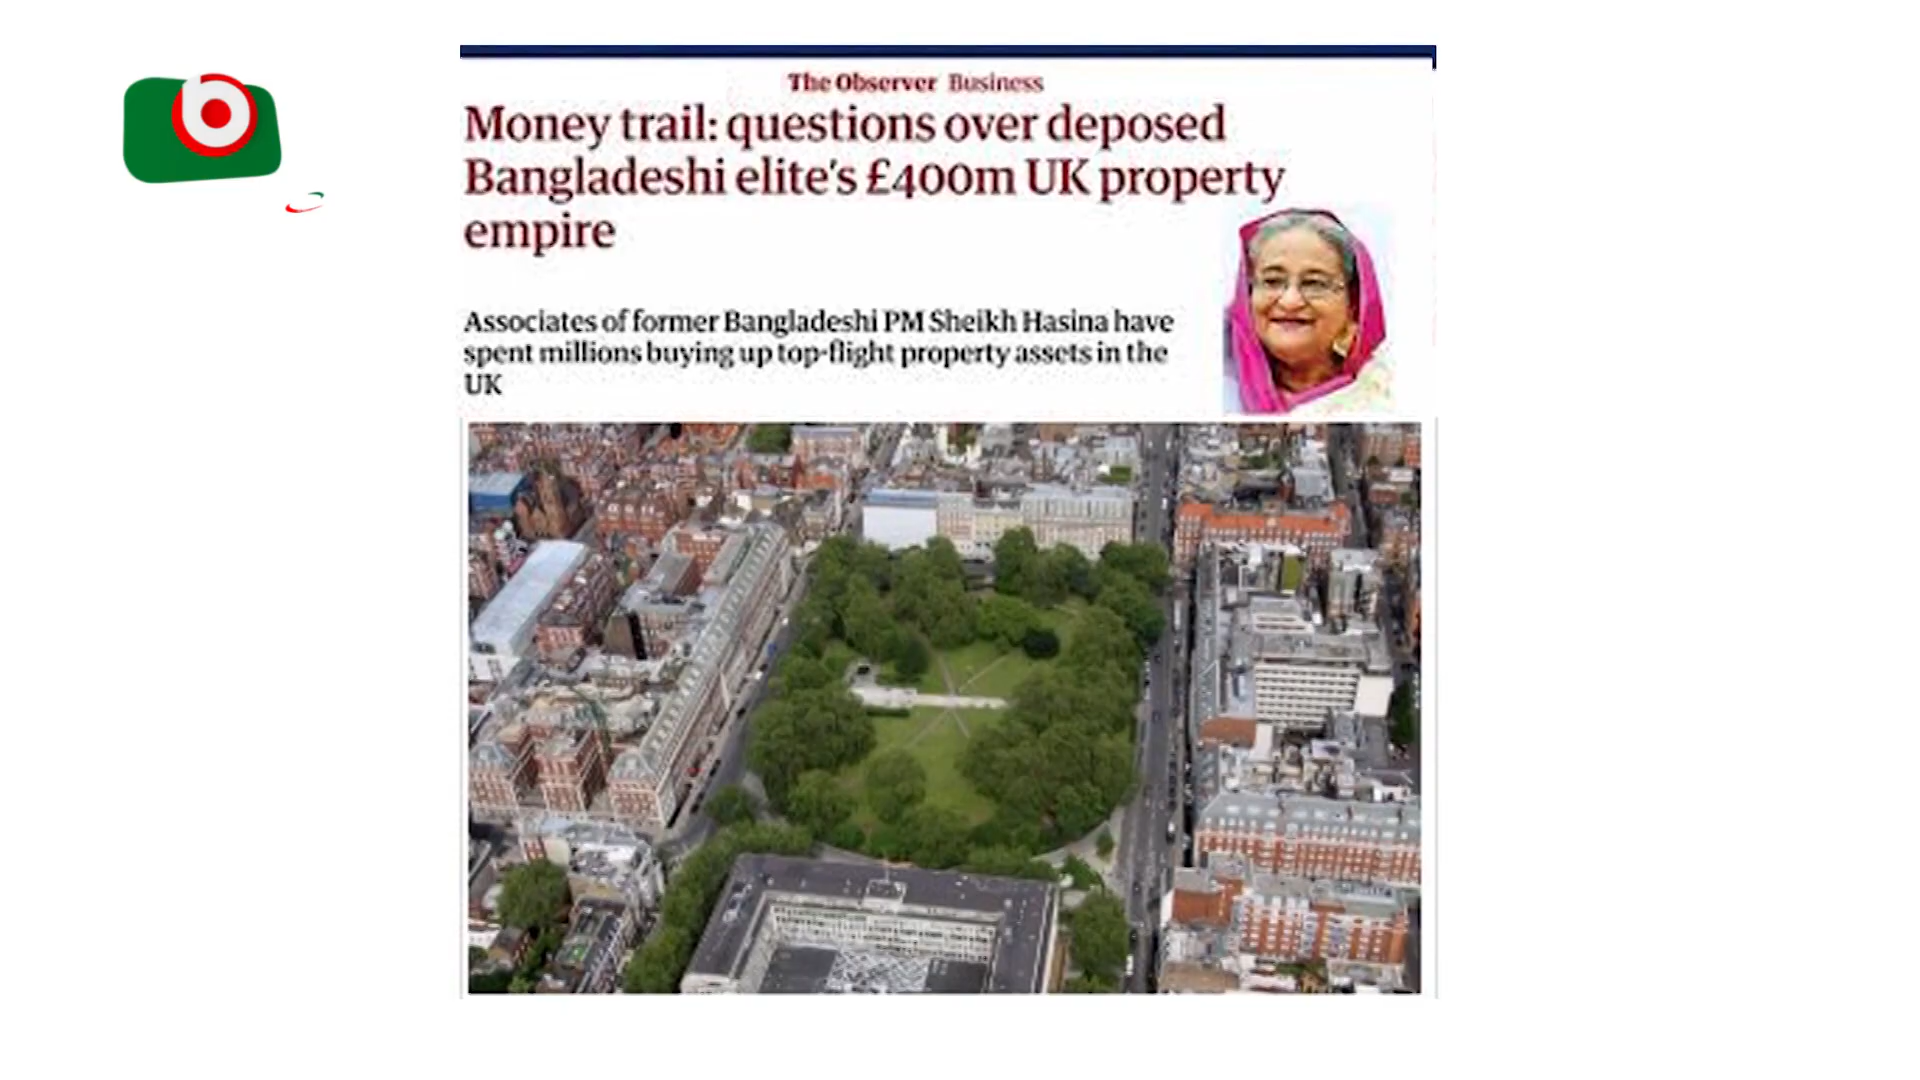 The Observer Business
Money trail: questions over deposed
Bangladeshi elite's £400m UK property
empire
Associates of former Bangladeshi PM Sheikh Hasina have
spent millions buying up top-flight property assets in the
UK